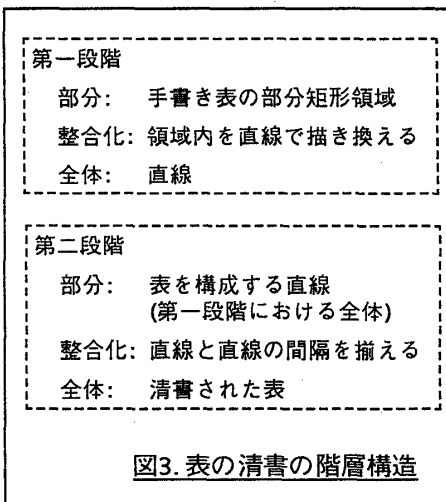 第一段階
部分: 手書き表の部分矩形領域
整合化: 領域内を直線で描き換える
全体: 直線
第二段階
部分: 表を構成する直線
(第一段階における全体)
整合化: 直線と直線の間隔を揃える
全体: 清書された表
図3. 表の清書の階層構造